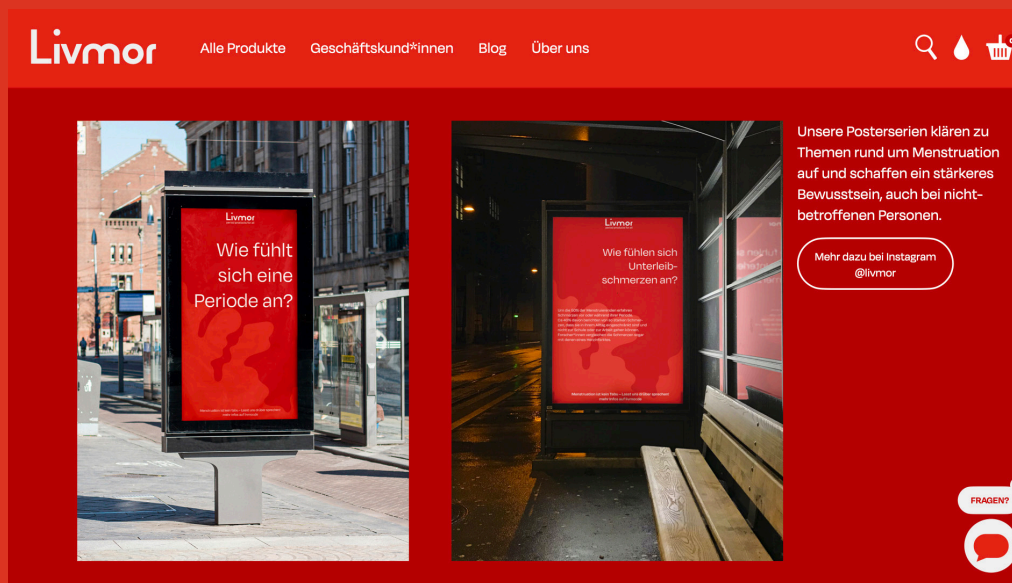 Livmor
Alle Produkte
Geschäftskund*innen
Blog
Über uns
Livmor
Wie fühlt
sich eine
Periode an?
Livmor
Wie fühlen sich
Unterleib-
schmerzen an?
Unsere Posterserien klären zu
Themen rund um Menstruation
auf und schaffen ein stärkeres
Bewusstsein, auch bei nicht-
betroffenen Personen.
Mehr dazu bei Instagram
@livmor
FRAGEN?